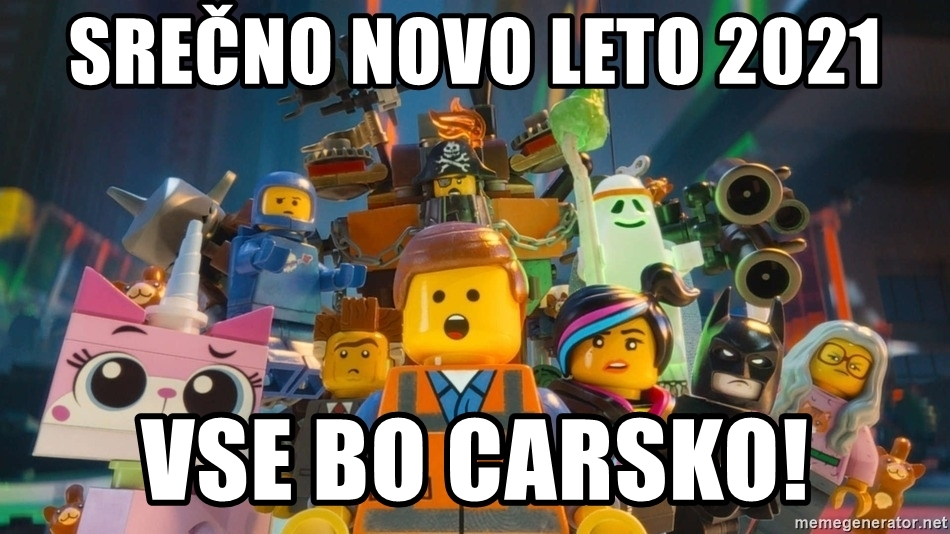 SREČNO NOVO LETO 2021
VSE BO CARSKO!
memegenerator.net